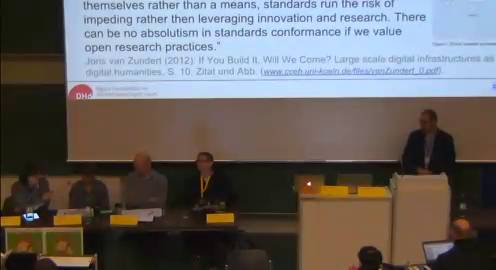 themselves rather than a means, standards run the risk of
impeding rather then leveraging innovation and research. There
can be no absolutism in standards conformance if we value
open research practices."
Joris van Zundert (2012): If You Build It, Will We Come? Large scale digital infrastructures as
digital humanities, S. 10, Zitat und Abb. (www.cceh.uni-koeln.de/files/vanZundert_0.pdf).
DHd